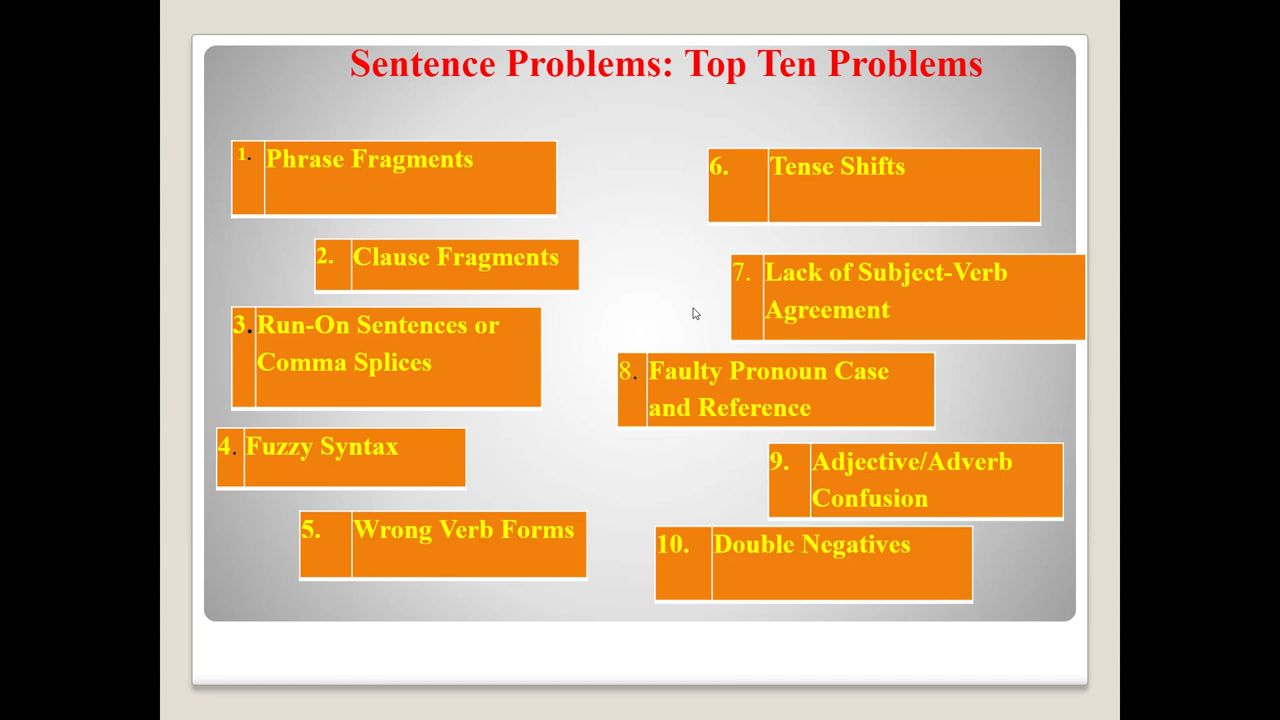 Sentence Problems: Top Ten Problems
1. Phrase Fragments
2. Clause Fragments
3. Run-On Sentences or
Comma Splices
4. Fuzzy Syntax
5. Wrong Verb Forms
6. Tense Shifts
7. Lack of Subject-Verb
Agreement
8. Faulty Pronoun Case
and Reference
9. Adjective/Adverb
Confusion
10. Double Negatives